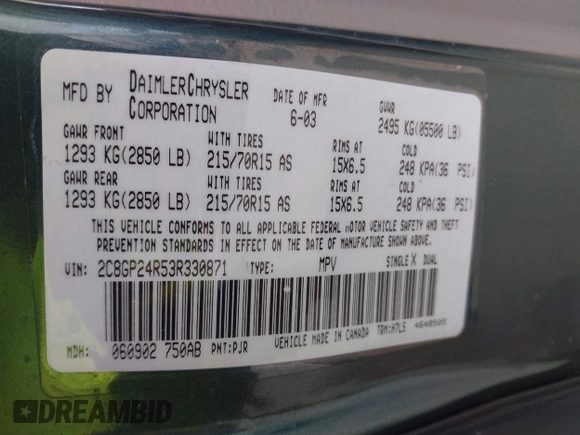 MFD BY DAIMLERCHRYSLER CORPORATION DATE OF MFR 6-03 GVWR 2495 KG(05500 LB)
GAWR FRONT WITH TIRES RIMS AT COLD
1293 KG(2850 LB) 215/70R15 AS 15X6.5 248 KPA(36 PSI)
GAWR REAR WITH TIRES RIMS AT COLD
1293 KG(2850 LB) 215/70R15 AS 15X6.5 248 KPA(36 PSI)
THIS VEHICLE CONFORMS TO ALL APPLICABLE FEDERAL MOTOR VEHICLE SAFETY AND THEFT
PREVENTION STANDARDS IN EFFECT ON THE DATE OF MANUFACTURE SHOWN ABOVE.
VIN: 2C8GP24R53R330871 TYPE: MPV SINGLE X DUAL
MDH: 060902 750AB PNT:PJR VEHICLE MADE IN CANADA TRM:H7LS 4648505
DREAMBID